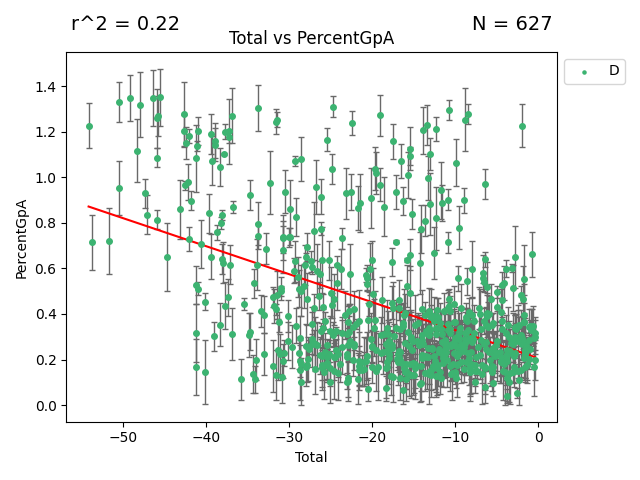 r^2 = 0.22
N = 627
Total vs PercentGpA
D
PercentGpA
1.4
1.2
1.0
0.8
0.6
0.4
0.2
0.0
−50
−40
−30
−20
−10
0
Total